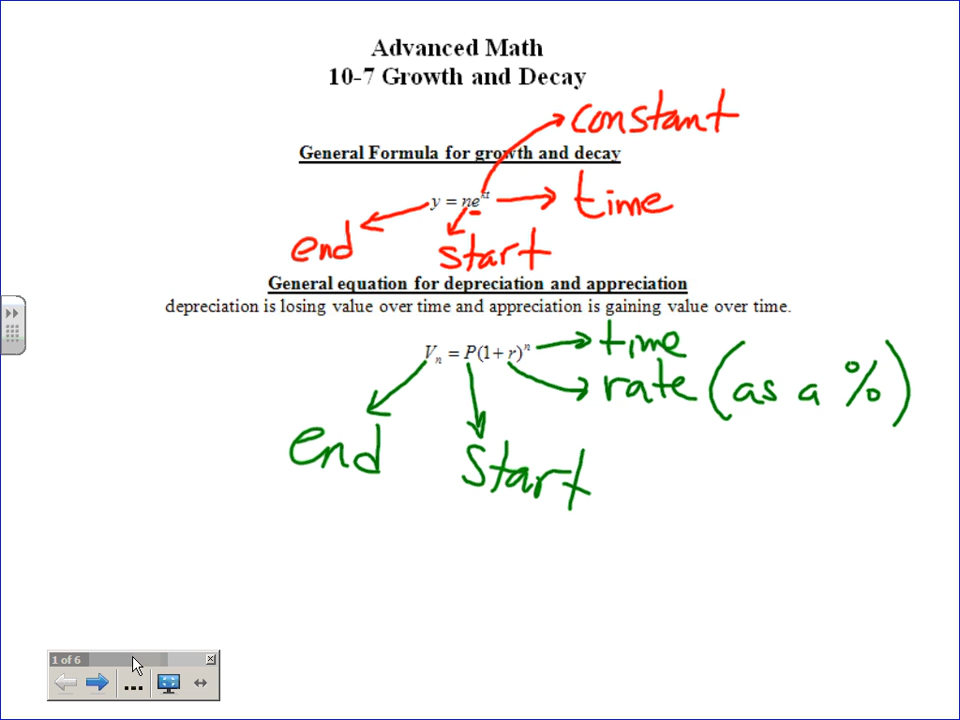 Advanced Math
10-7 Growth and Decay
constant
General Formula for growth and decay
y = ne^kt
time
end
start
General equation for depreciation and appreciation
depreciation is losing value over time and appreciation is gaining value over time.
time
V_n = P(1+r)^n
rate (as a %)
end
start
1 of 6